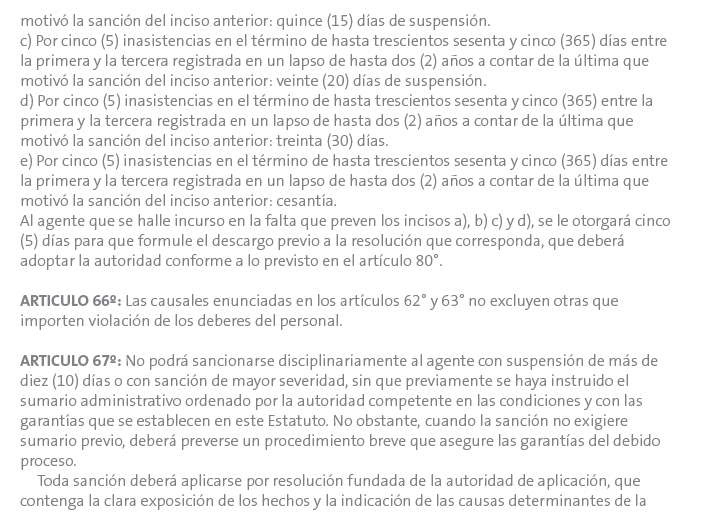 motivó la sanción del inciso anterior: quince (15) días de suspensión.
c) Por cinco (5) inasistencias en el término de hasta trescientos sesenta y cinco (365) días entre
la primera y la tercera registrada en un lapso de hasta dos (2) años a contar de la última que
motivó la sanción del inciso anterior: veinte (20) días de suspensión.
d) Por cinco (5) inasistencias en el término de hasta trescientos sesenta y cinco (365) entre la
primera y la tercera registrada en un lapso de hasta dos (2) años a contar de la última que
motivó la sanción del inciso anterior: treinta (30) días.
e) Por cinco (5) inasistencias en el término de hasta trescientos sesenta y cinco (365) días entre
la primera y la tercera registrada en un lapso de hasta dos (2) años a contar de la última que
motivó la sanción del inciso anterior: cesantía.
Al agente que se halle incurso en la falta que preven los incisos a), b) c) y d), se le otorgará cinco
(5) días para que formule el descargo previo a la resolución que corresponda, que deberá
adoptar la autoridad conforme a lo previsto en el artículo 80°.
ARTICULO 66º: Las causales enunciadas en los artículos 62° y 63° no excluyen otras que
importen violación de los deberes del personal.
ARTICULO 67º: No podrá sancionarse disciplinariamente al agente con suspensión de más de
diez (10) días o con sanción de mayor severidad, sin que previamente se haya instruido el
sumario administrativo ordenado por la autoridad competente en las condiciones y con las
garantías que se establecen en este Estatuto. No obstante, cuando la sanción no exigiere
sumario previo, deberá preverse un procedimiento breve que asegure las garantías del debido
proceso.
Toda sanción deberá aplicarse por resolución fundada de la autoridad de aplicación, que
contenga la clara exposición de los hechos y la indicación de las causas determinantes de la